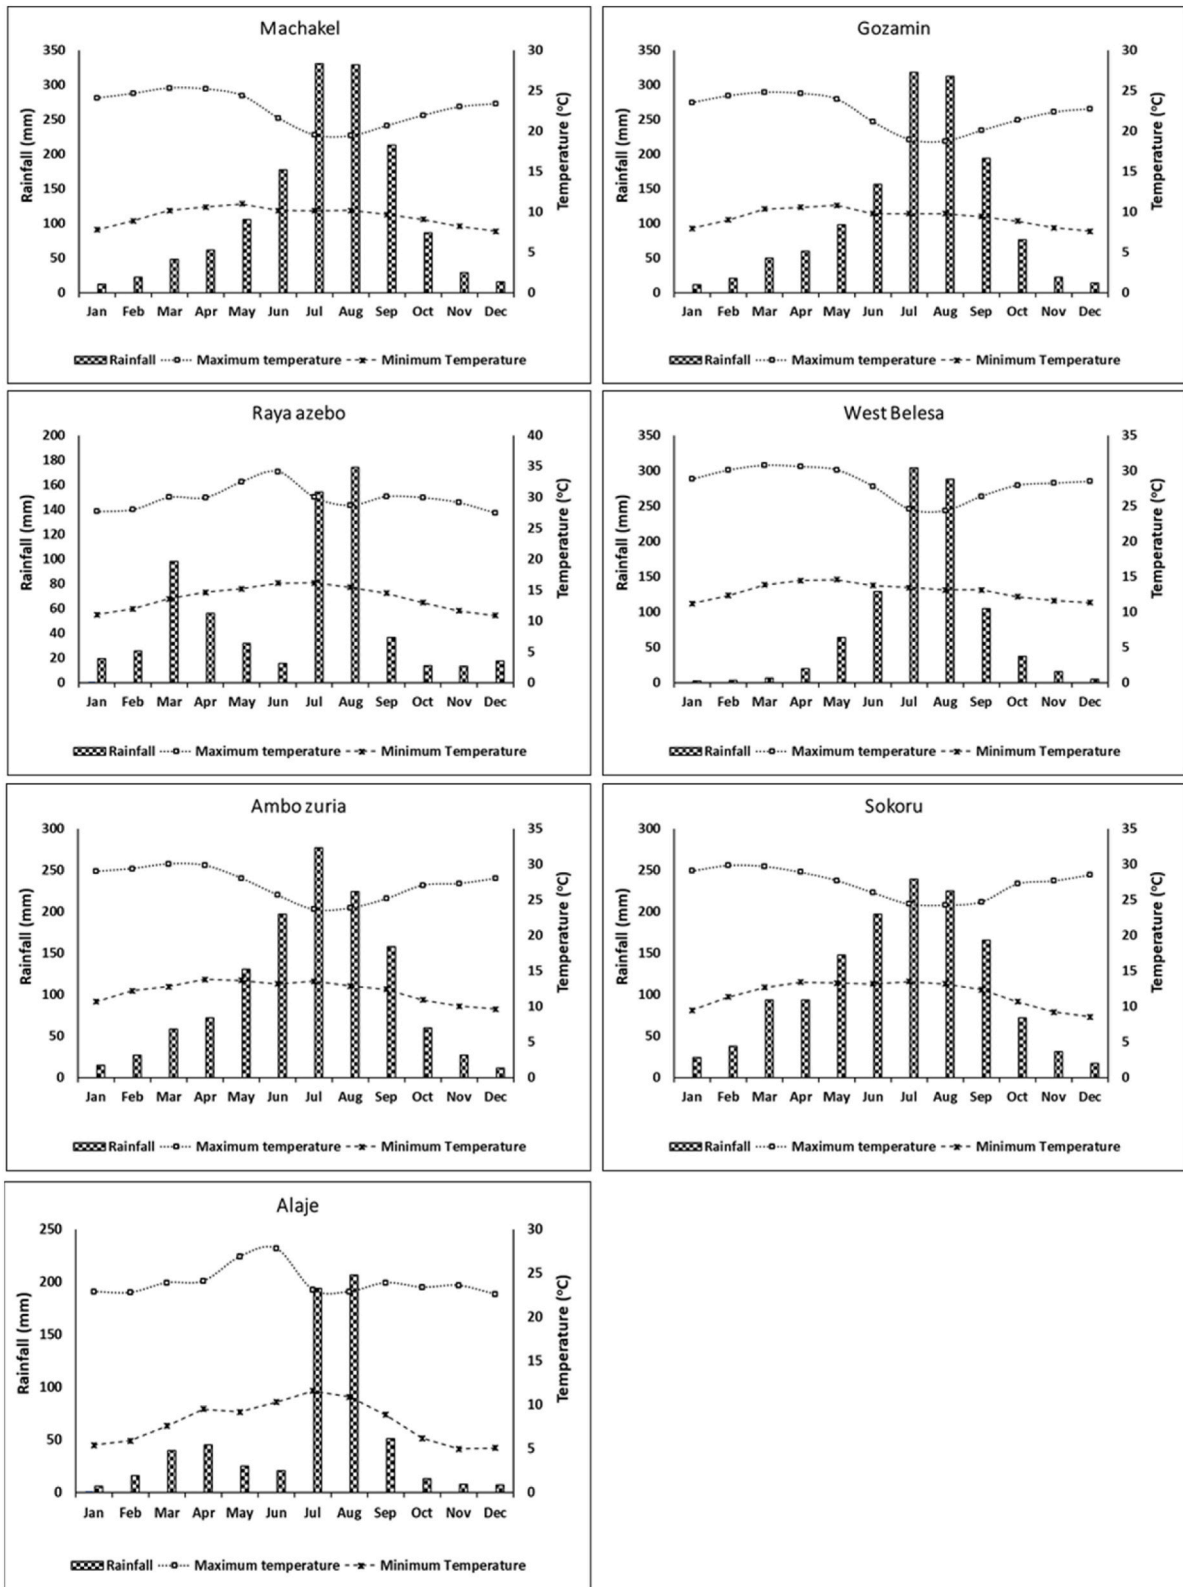 Machakel
350 30
300 25
250 20
200 15
150 10
100 5
50 0
0
Rainfall (mm)
Temperature (°C)
Jan Feb Mar Apr May Jun Jul Aug Sep Oct Nov Dec
Rainfall Maximum temperature Minimum Temperature
Gozamin
350 30
300 25
250 20
200 15
150 10
100 5
50 0
0
Rainfall (mm)
Temperature (°C)
Jan Feb Mar Apr May Jun Jul Aug Sep Oct Nov Dec
Rainfall Maximum temperature Minimum Temperature
Raya azebo
200 40
180 35
160 30
140 25
120 20
100 15
80 10
60 5
40 0
20
0
Rainfall (mm)
Temperature (°C)
Jan Feb Mar Apr May Jun Jul Aug Sep Oct Nov Dec
Rainfall Maximum temperature Minimum Temperature
West Belesa
350 35
300 30
250 25
200 20
150 15
100 10
50 5
0 0
Rainfall (mm)
Temperature (°C)
Jan Feb Mar Apr May Jun Jul Aug Sep Oct Nov Dec
Rainfall Maximum temperature Minimum Temperature
Ambo zuria
300 35
250 30
200 25
150 20
100 15
50 10
0 5
0
Rainfall (mm)
Temperature (°C)
Jan Feb Mar Apr May Jun Jul Aug Sep Oct Nov Dec
Rainfall Maximum temperature Minimum Temperature
Sokoru
300 35
250 30
200 25
150 20
100 15
50 10
0 5
0
Rainfall (mm)
Temperature (°C)
Jan Feb Mar Apr May Jun Jul Aug Sep Oct Nov Dec
Rainfall Maximum temperature Minimum Temperature
Alaje
250 30
200 25
150 20
100 15
50 10
0 5
0
Rainfall (mm)
Temperature (°C)
Jan Feb Mar Apr May Jun Jul Aug Sep Oct Nov Dec
Rainfall Maximum temperature Minimum Temperature